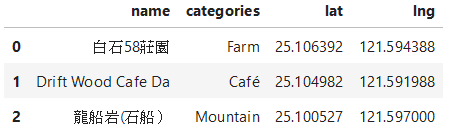 name categories lat lng
0 白石58莊園 Farm 25.106392 121.594388
1 Drift Wood Cafe Da Café 25.104982 121.591988
2 龍船岩(石船） Mountain 25.100527 121.597000